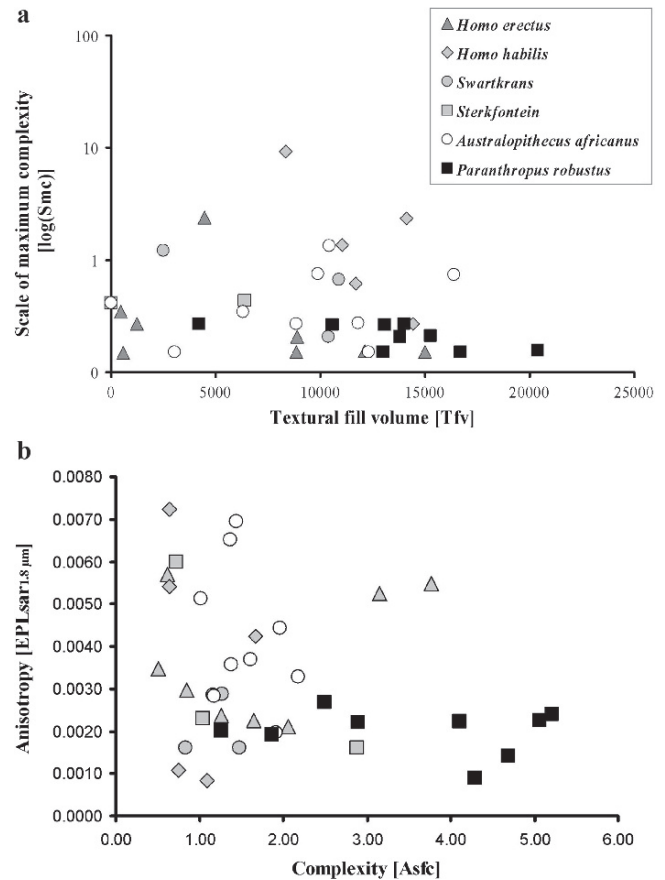 a
Scale of maximum complexity
[log(Smc)]
100
10
1
0
0
5000
10000
15000
20000
25000
Textural fill volume [Tfv]
Homo erectus
Homo habilis
Swartkrans
Sterkfontein
Australopithecus africanus
Paranthropus robustus
b
Anisotropy [EPLsar1.8 μm]
0.0080
0.0070
0.0060
0.0050
0.0040
0.0030
0.0020
0.0010
0.0000
0.00
1.00
2.00
3.00
4.00
5.00
6.00
Complexity [Asfc]